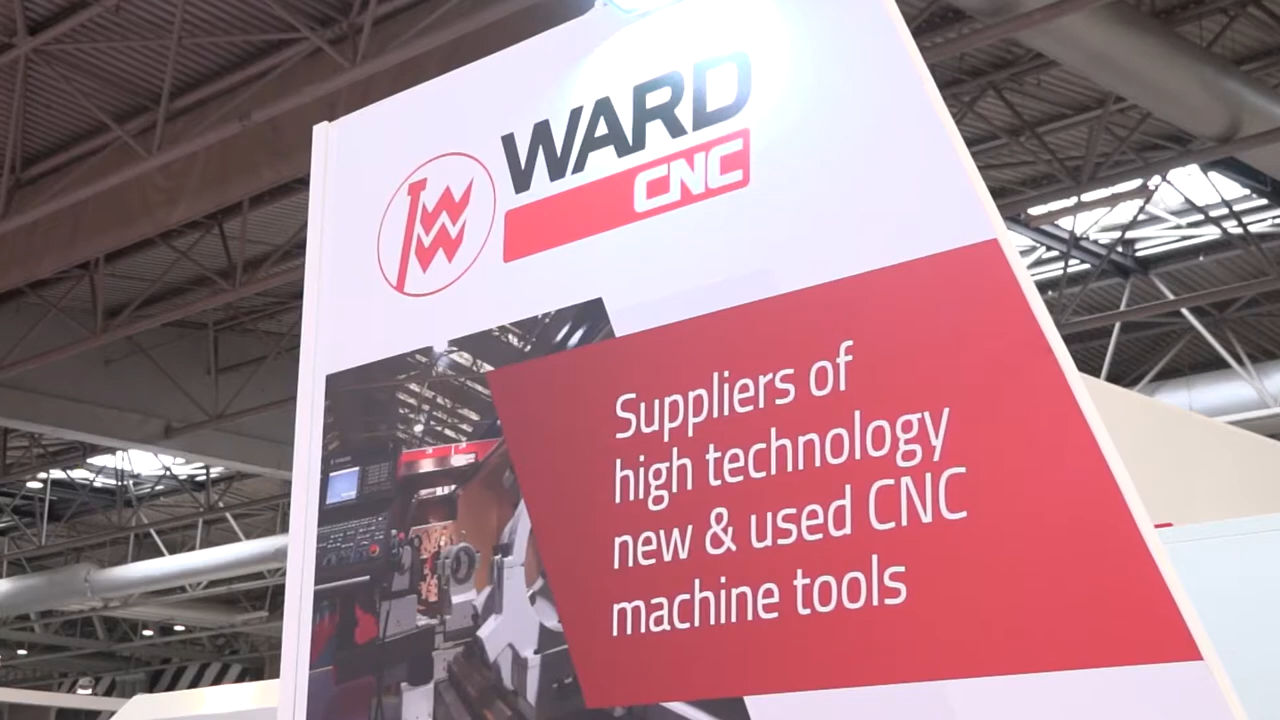 WARD
CNC
Suppliers of
high technology
new & used CNC
machine tools